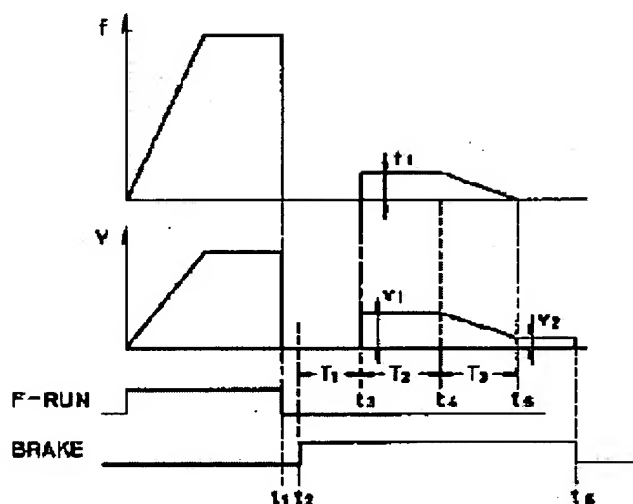 f
f₁
V
V₁
V₂
T₁ T₂ T₃
t₃ t₄ t₅
F-RUN
BRAKE
t₁ t₂ t₆